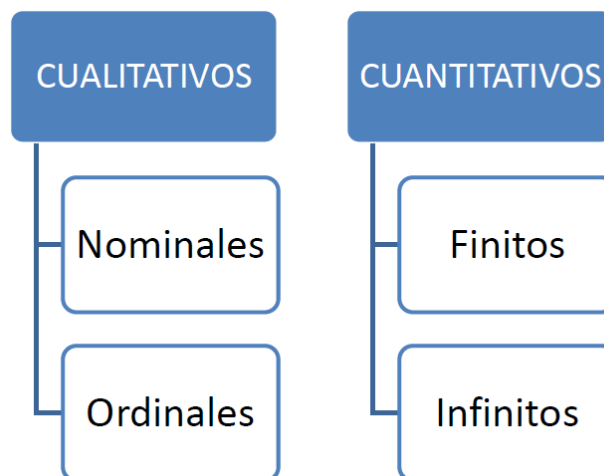 CUALITATIVOS
Nominales
Ordinales
CUANTITATIVOS
Finitos
Infinitos